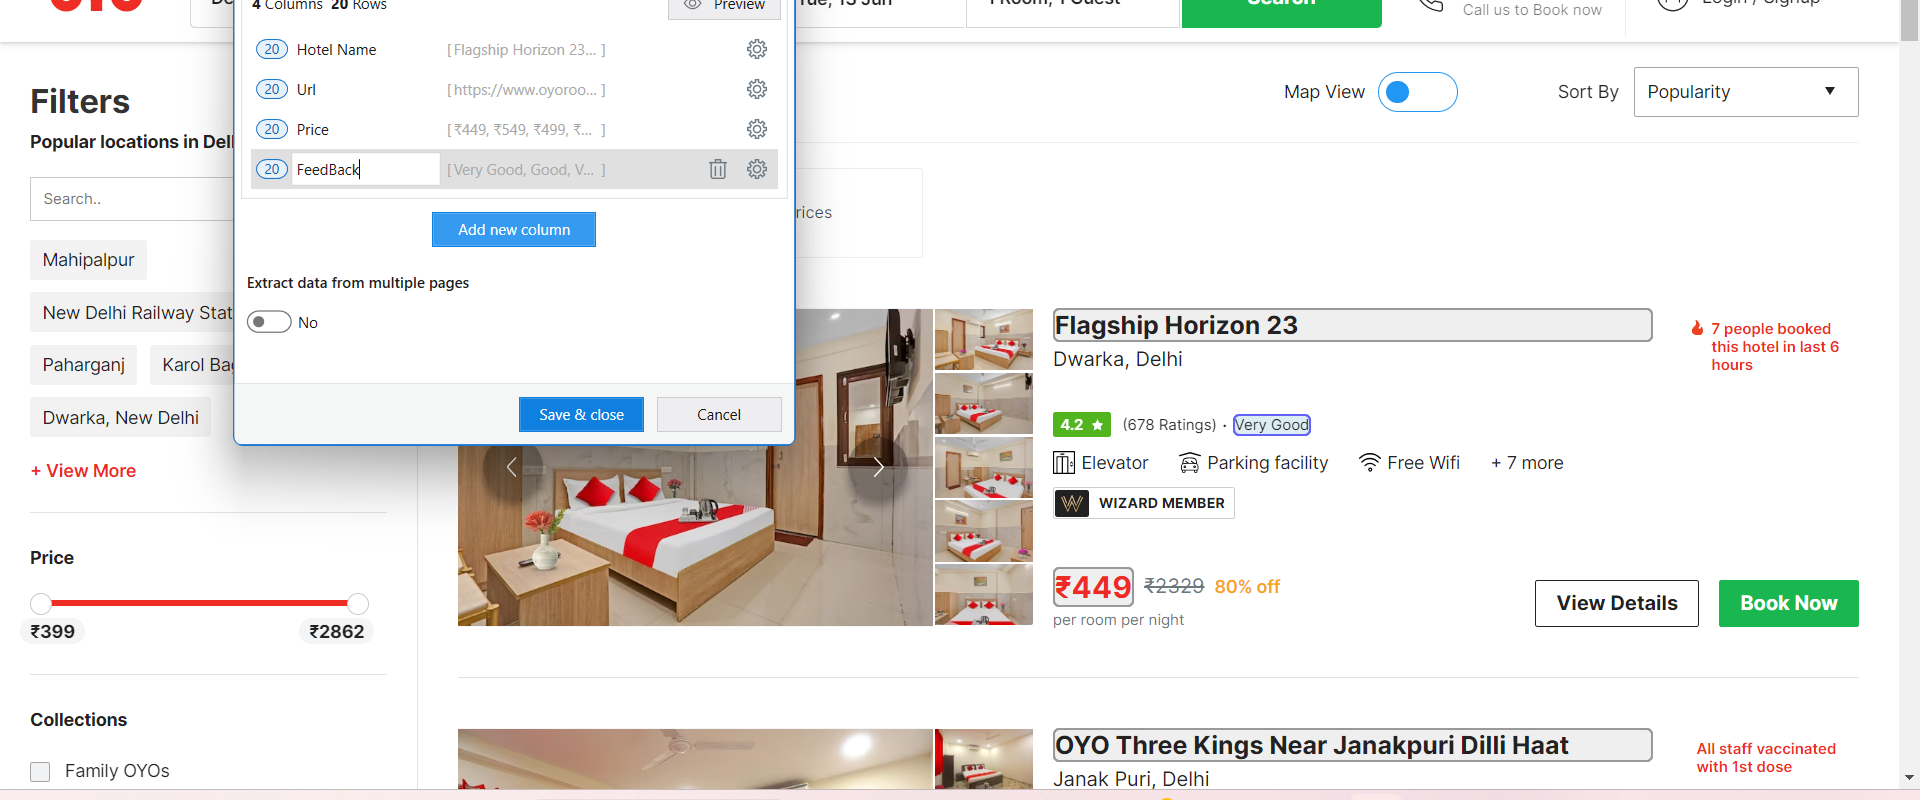 OYO
4 Columns 20 Rows
Preview
Tue, 13 Jun
1 Room, 1 Guest
Search
Call us to Book now
Login / Signup
20 Hotel Name [ Flagship Horizon 23... ]
20 Url [ https://www.oyoroo... ]
20 Price [ ₹449, ₹549, ₹499, ₹... ]
20 FeedBack [ Very Good, Good, V... ]
Add new column
Extract data from multiple pages
No
Save & close Cancel
Filters
Popular locations in Del
Search..
Mahipalpur
New Delhi Railway Stat
Paharganj Karol Bag
Dwarka, New Delhi
+ View More
Price
₹399 ₹2862
Collections
Family OYOs
Map View
Sort By Popularity
rices
Flagship Horizon 23
Dwarka, Delhi
7 people booked
this hotel in last 6
hours
4.2 ★ (678 Ratings) · Very Good
Elevator Parking facility Free Wifi + 7 more
W WIZARD MEMBER
₹449 ₹2329 80% off
per room per night
View Details Book Now
OYO Three Kings Near Janakpuri Dilli Haat
Janak Puri, Delhi
All staff vaccinated
with 1st dose